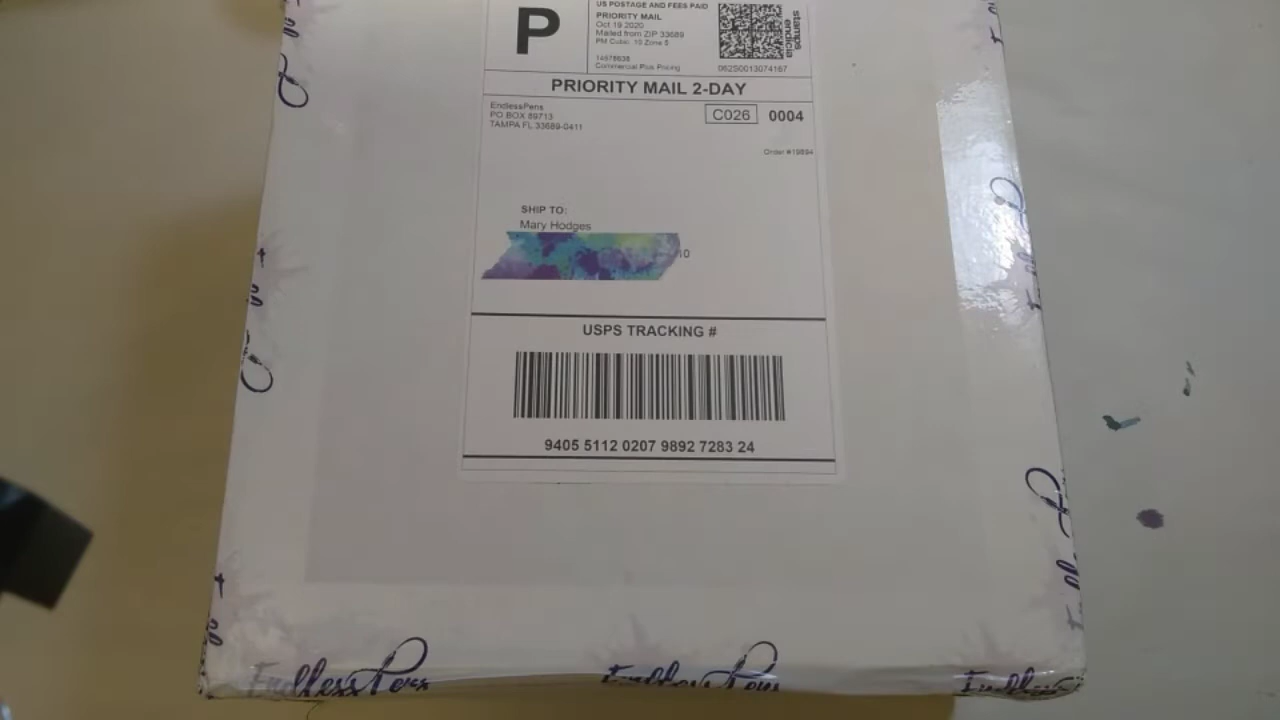 US POSTAGE AND FEES PAID
PRIORITY MAIL
Oct 19 2020
Mailed from ZIP 33689
PM Cubic: 10 Zone 5
Commercial Plus Pricing
P
stamps
endicia
062S0013074167
PRIORITY MAIL 2-DAY
EndlessPens
PO BOX 89713
TAMPA FL 33689-0411
C026 0004
Order #19894
SHIP TO:
Mary Hodges
10
USPS TRACKING #
9405 5112 0207 9892 7283 24
EndlessPens EndlessPens